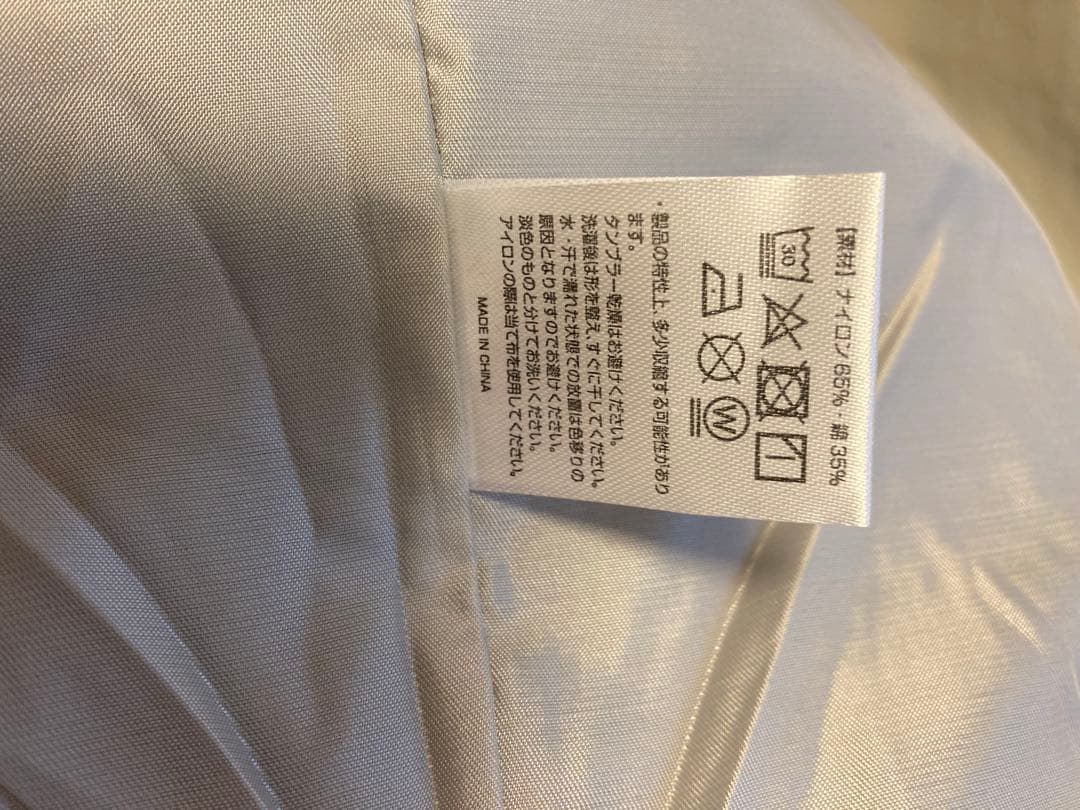 【素材】ナイロン65%・綿35%
30
W
・製品の特性上、多少収縮する可能性があり
ます。
タンブラー乾燥はお避けください。
洗濯後は形を整え、すぐに干してください。
水・汗で濡れた状態での放置は色移りの
原因となりますのでお避けください。
淡色のものと分けてお洗いください。
アイロンの際は当て布を使用してください。
MADE IN CHINA